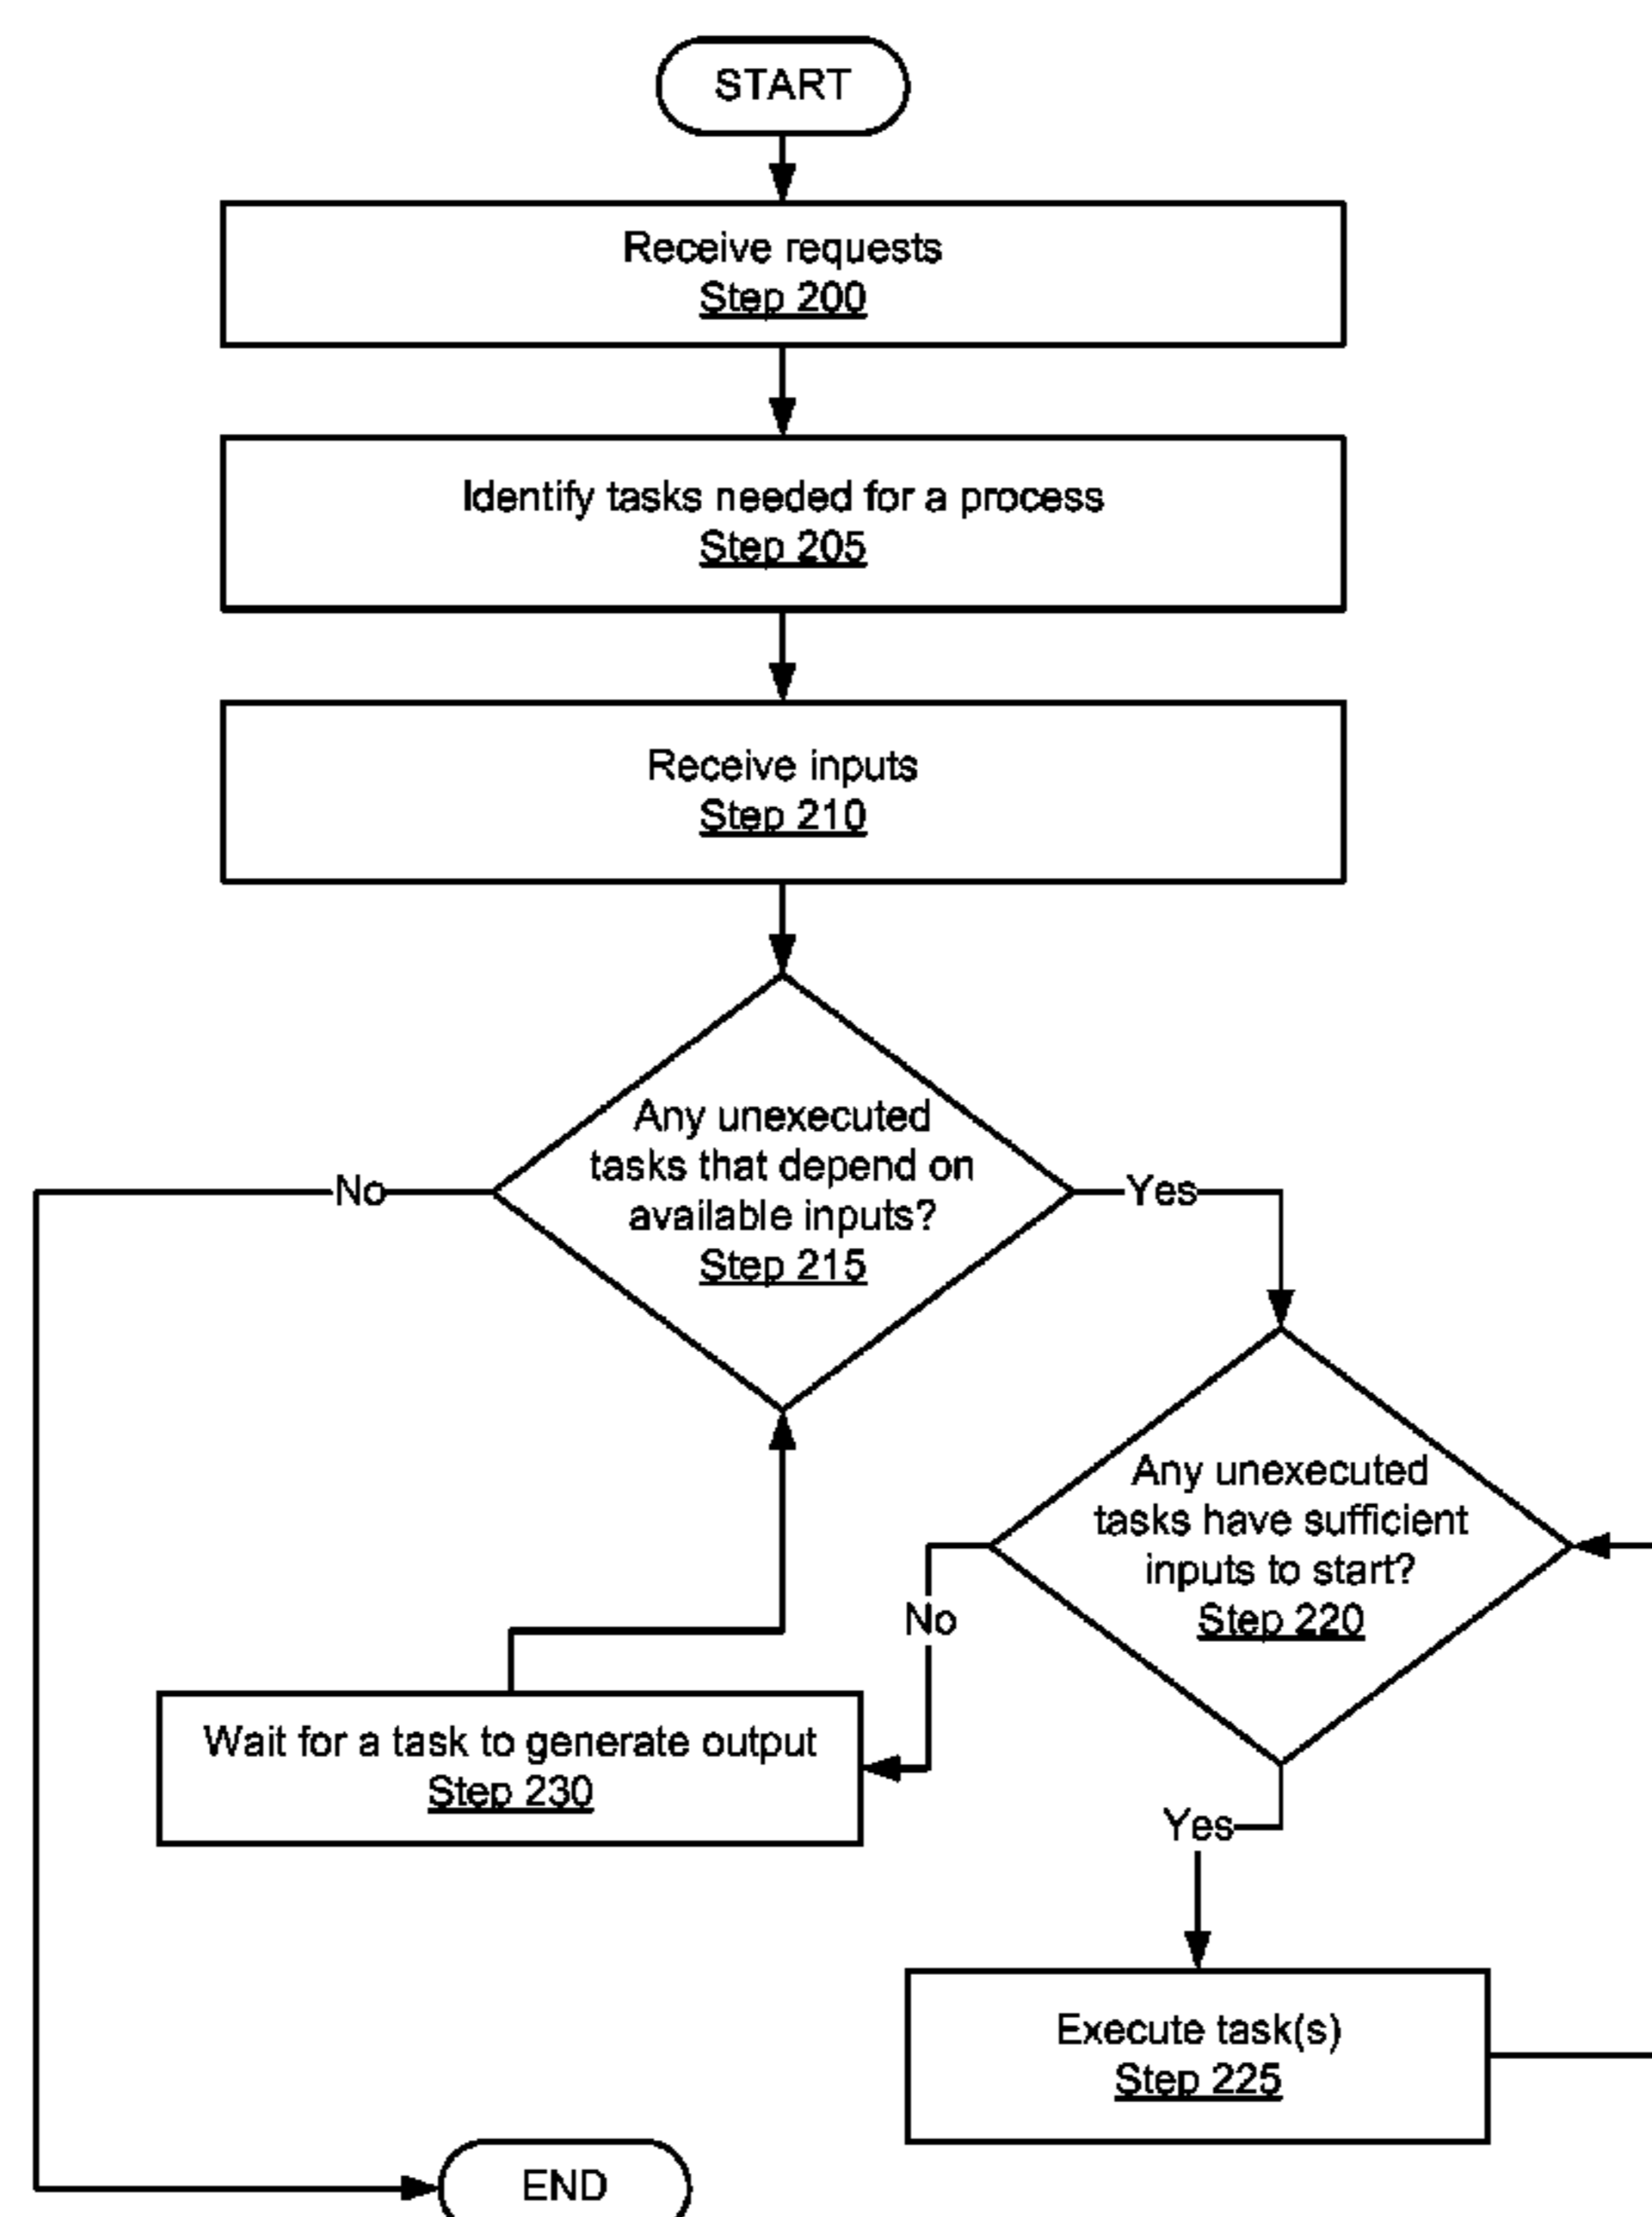 START
Receive requests
Step 200
Identify tasks needed for a process
Step 205
Receive inputs
Step 210
Any unexecuted
tasks that depend on
available inputs?
Step 215
No
Yes
Any unexecuted
tasks have sufficient
inputs to start?
Step 220
No
Wait for a task to generate output
Step 230
Yes
Execute task(s)
Step 225
END